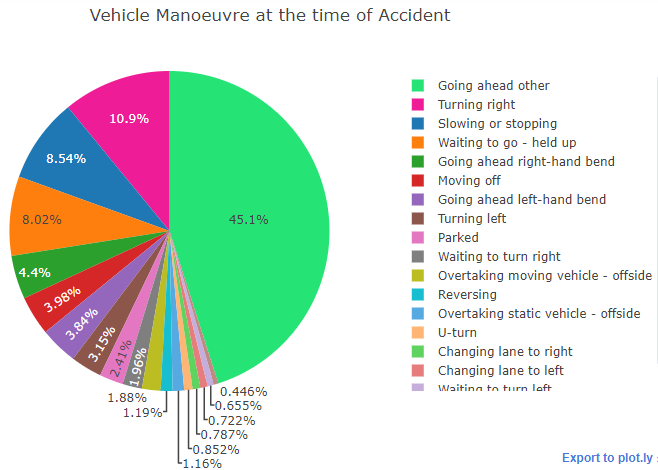 Vehicle Manoeuvre at the time of Accident
10.9%
8.54%
8.02%
4.4%
3.98%
3.84%
3.15%
2.41%
1.96%
1.88%
1.19%
1.16%
0.852%
0.787%
0.722%
0.655%
0.446%
45.1%
Going ahead other
Turning right
Slowing or stopping
Waiting to go - held up
Going ahead right-hand bend
Moving off
Going ahead left-hand bend
Turning left
Parked
Waiting to turn right
Overtaking moving vehicle - offside
Reversing
Overtaking static vehicle - offside
U-turn
Changing lane to right
Changing lane to left
Waiting to turn left
Export to plot.ly